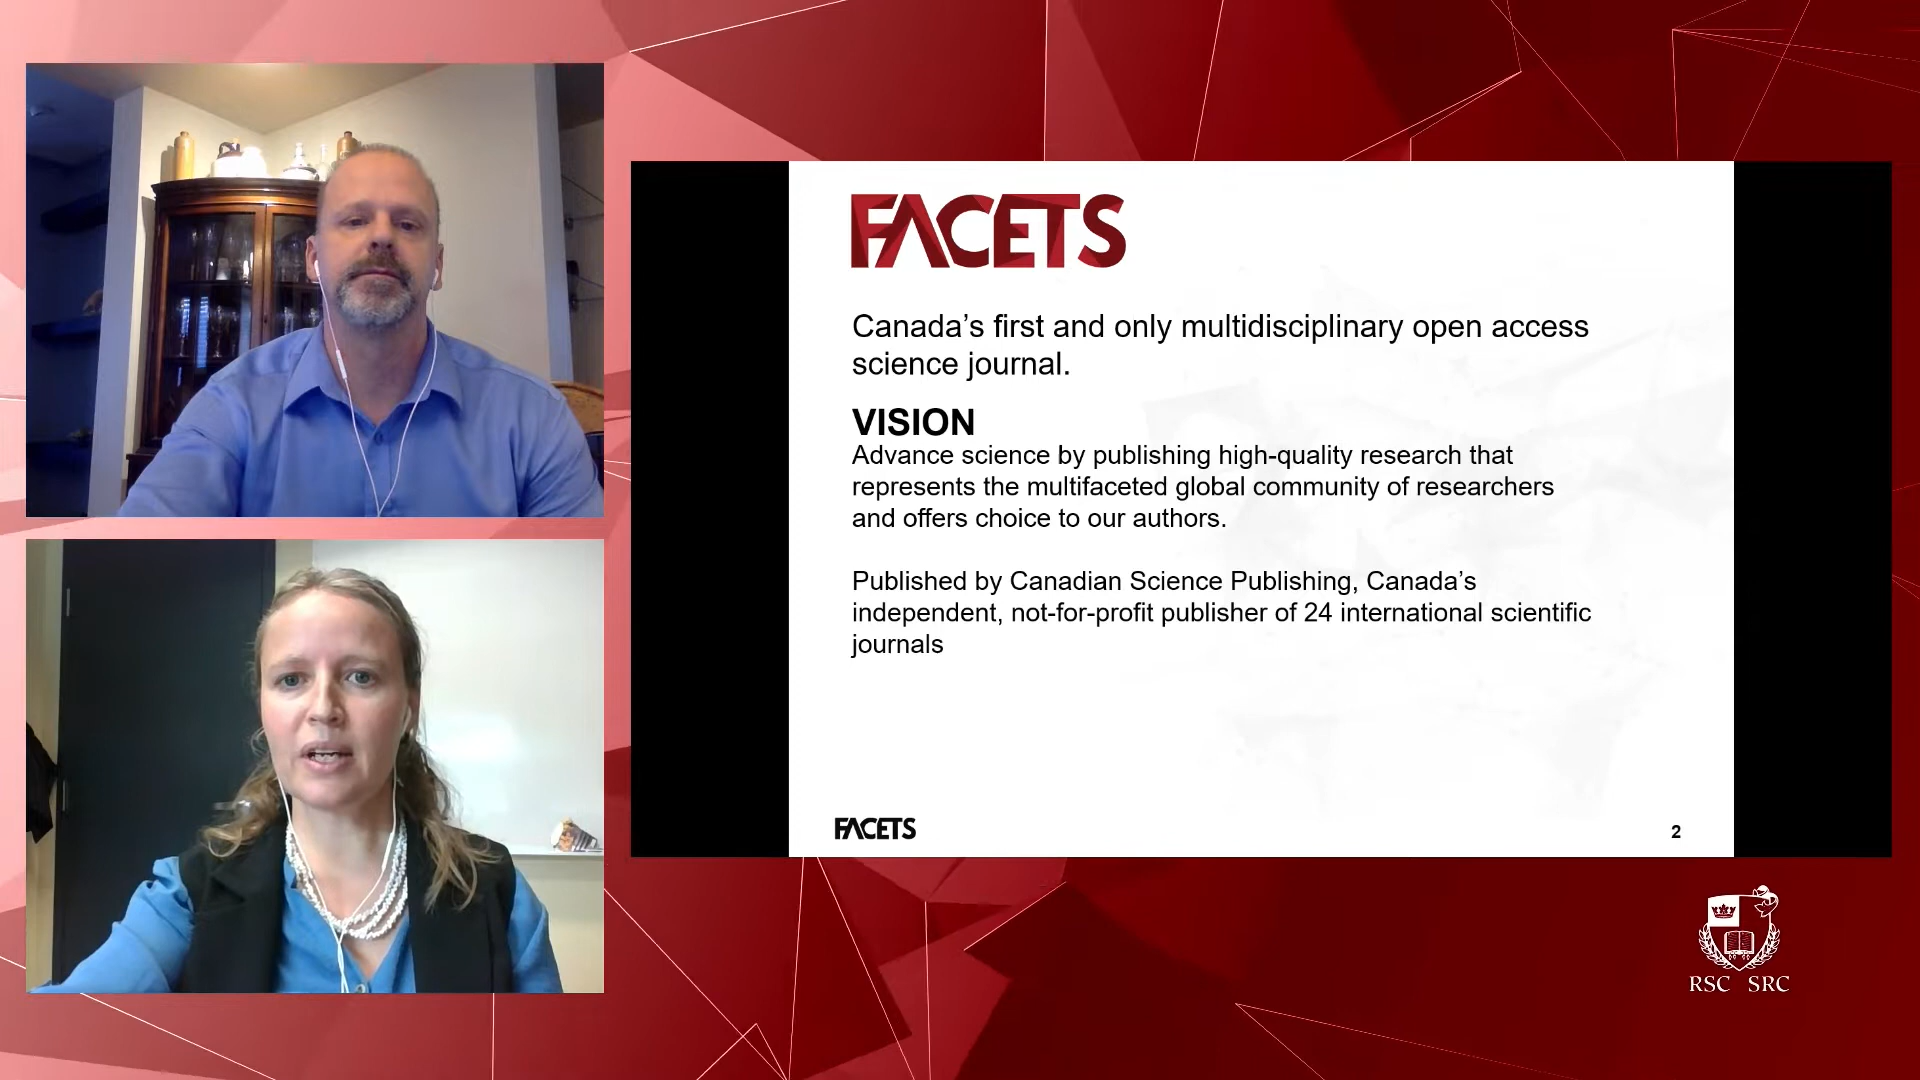 FACETS
Canada’s first and only multidisciplinary open access
science journal.
VISION
Advance science by publishing high-quality research that
represents the multifaceted global community of researchers
and offers choice to our authors.
Published by Canadian Science Publishing, Canada’s
independent, not-for-profit publisher of 24 international scientific
journals
FACETS
2
RSC SRC